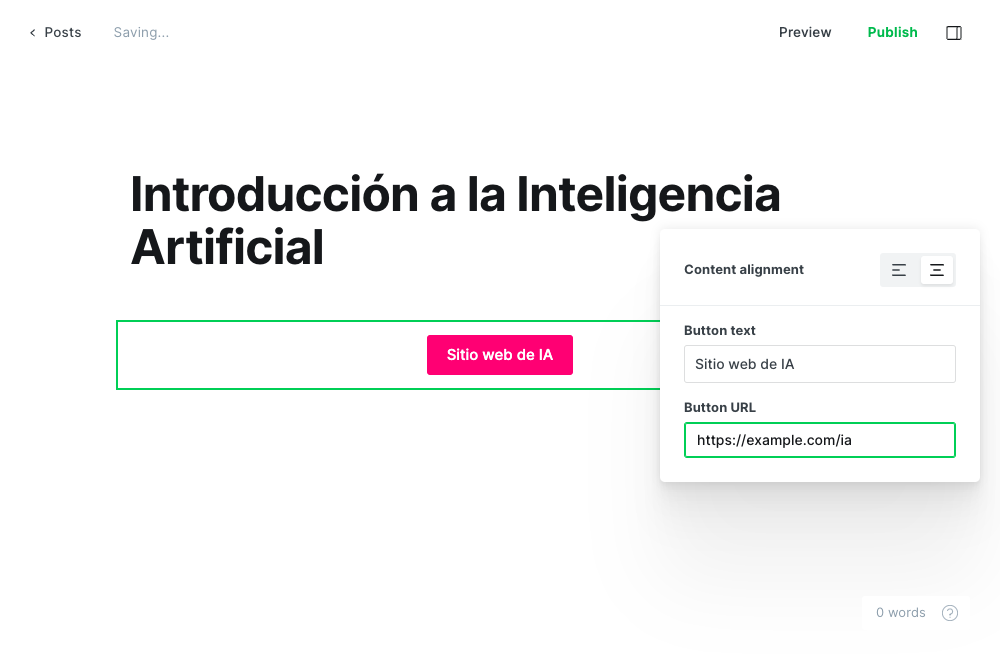 Posts
Saving...
Preview
Publish
Introducción a la Inteligencia
Artificial
Content alignment
Sitio web de IA
Button text
Sitio web de IA
Button URL
https://example.com/ia
0 words